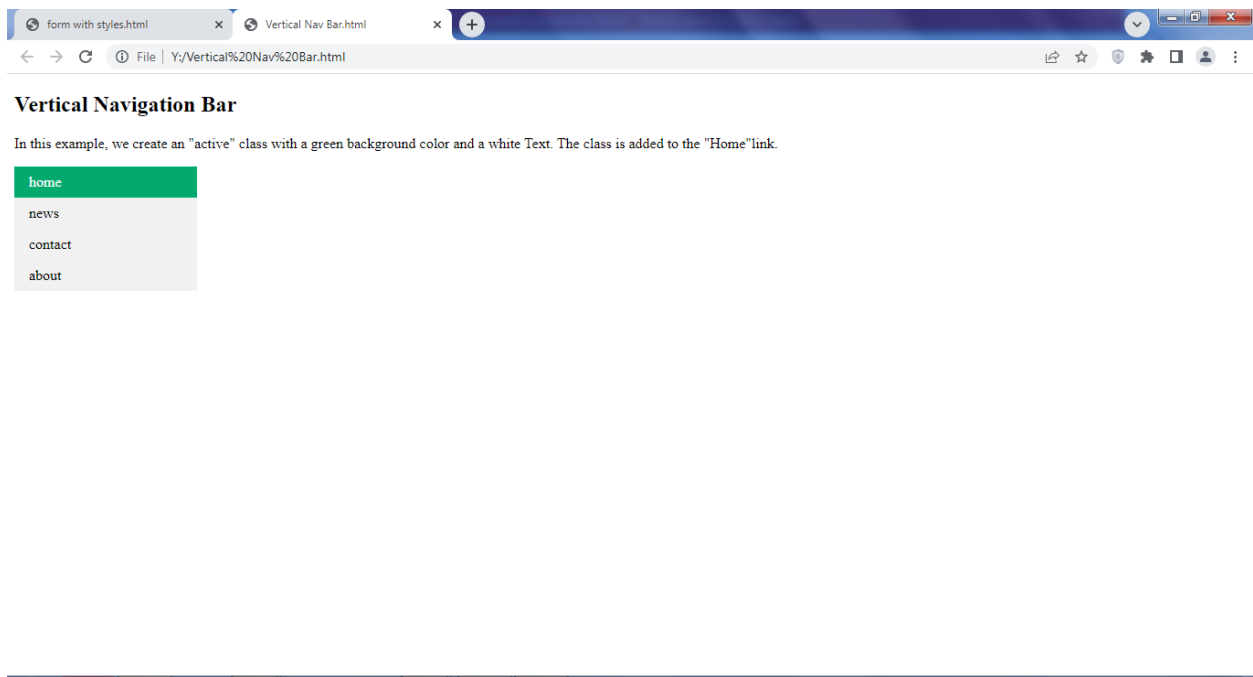 form with styles.html
Vertical Nav Bar.html
File | Y:/Vertical%20Nav%20Bar.html
Vertical Navigation Bar
In this example, we create an "active" class with a green background color and a white Text. The class is added to the "Home"link.
home
news
contact
about